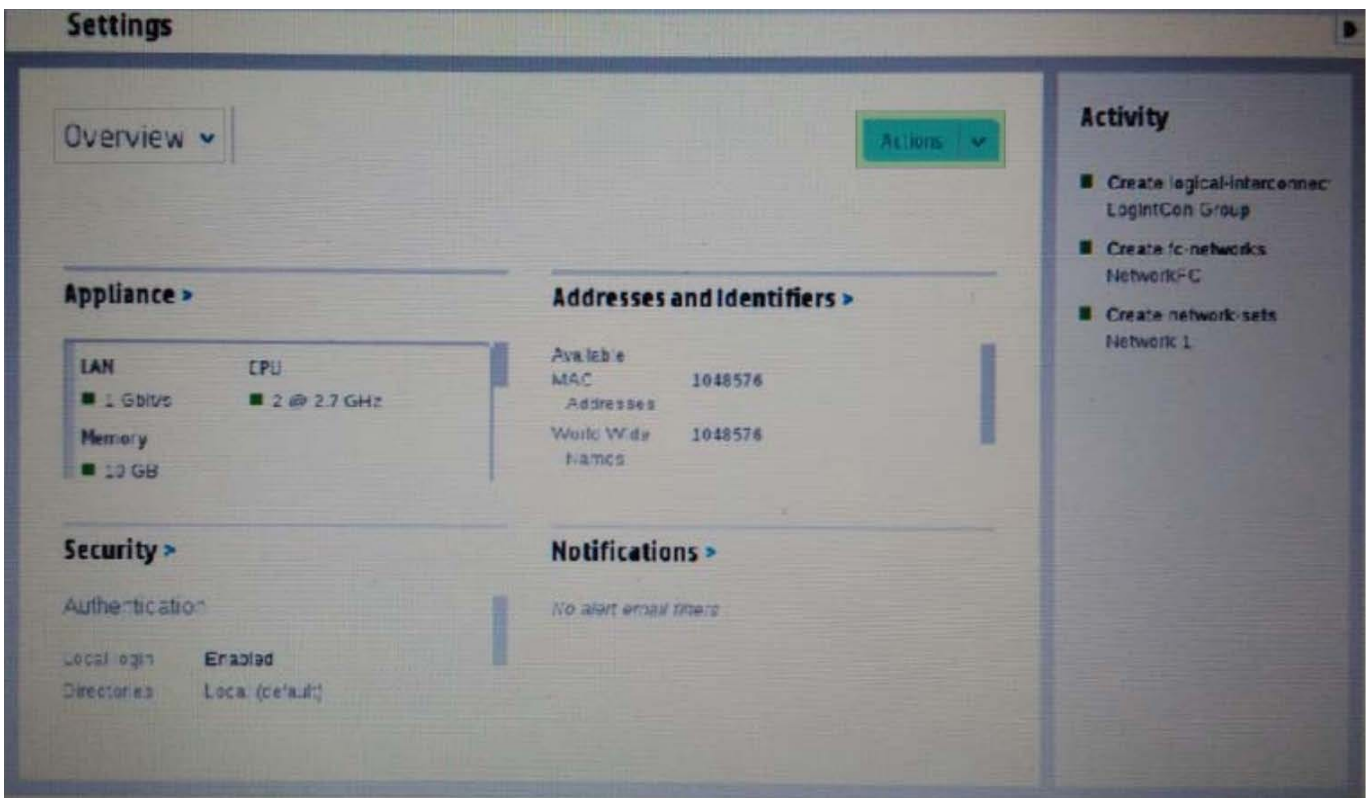 Settings
Overview
Actions
Appliance >
LAN
CPU
1 Gbit/s
2 @ 2.7 GHz
Memory
10 GB
Addresses and Identifiers >
Available
MAC 1048576
Addresses
World Wide 1048576
Names
Security >
Authentication
Local login Enabled
Directories Local (default)
Notifications >
No alert email filters
Activity
Create logical-interconnec
LogIntCon Group
Create fc-networks
NetworkFC
Create network-sets
Network 1